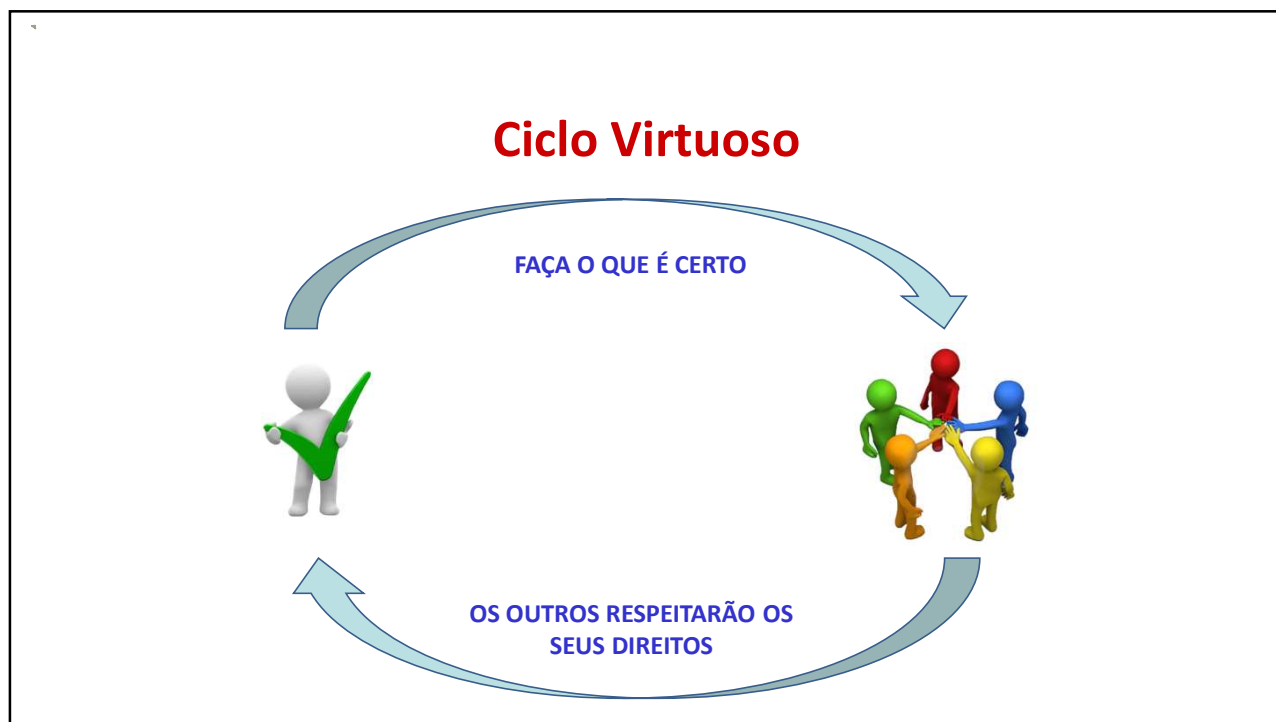 Ciclo Virtuoso
FAÇA O QUE É CERTO
OS OUTROS RESPEITARÃO OS
SEUS DIREITOS